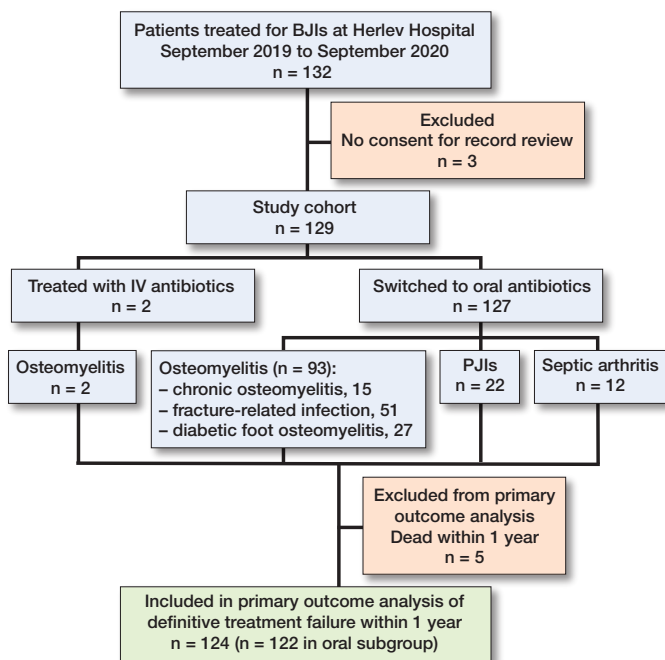 Patients treated for BJIs at Herlev Hospital
September 2019 to September 2020
n = 132
Excluded
No consent for record review
n = 3
Study cohort
n = 129
Treated with IV antibiotics
n = 2
Switched to oral antibiotics
n = 127
Osteomyelitis
n = 2
Osteomyelitis (n = 93):
– chronic osteomyelitis, 15
– fracture-related infection, 51
– diabetic foot osteomyelitis, 27
PJIs
n = 22
Septic arthritis
n = 12
Excluded from primary
outcome analysis
Dead within 1 year
n = 5
Included in primary outcome analysis of
definitive treatment failure within 1 year
n = 124 (n = 122 in oral subgroup)